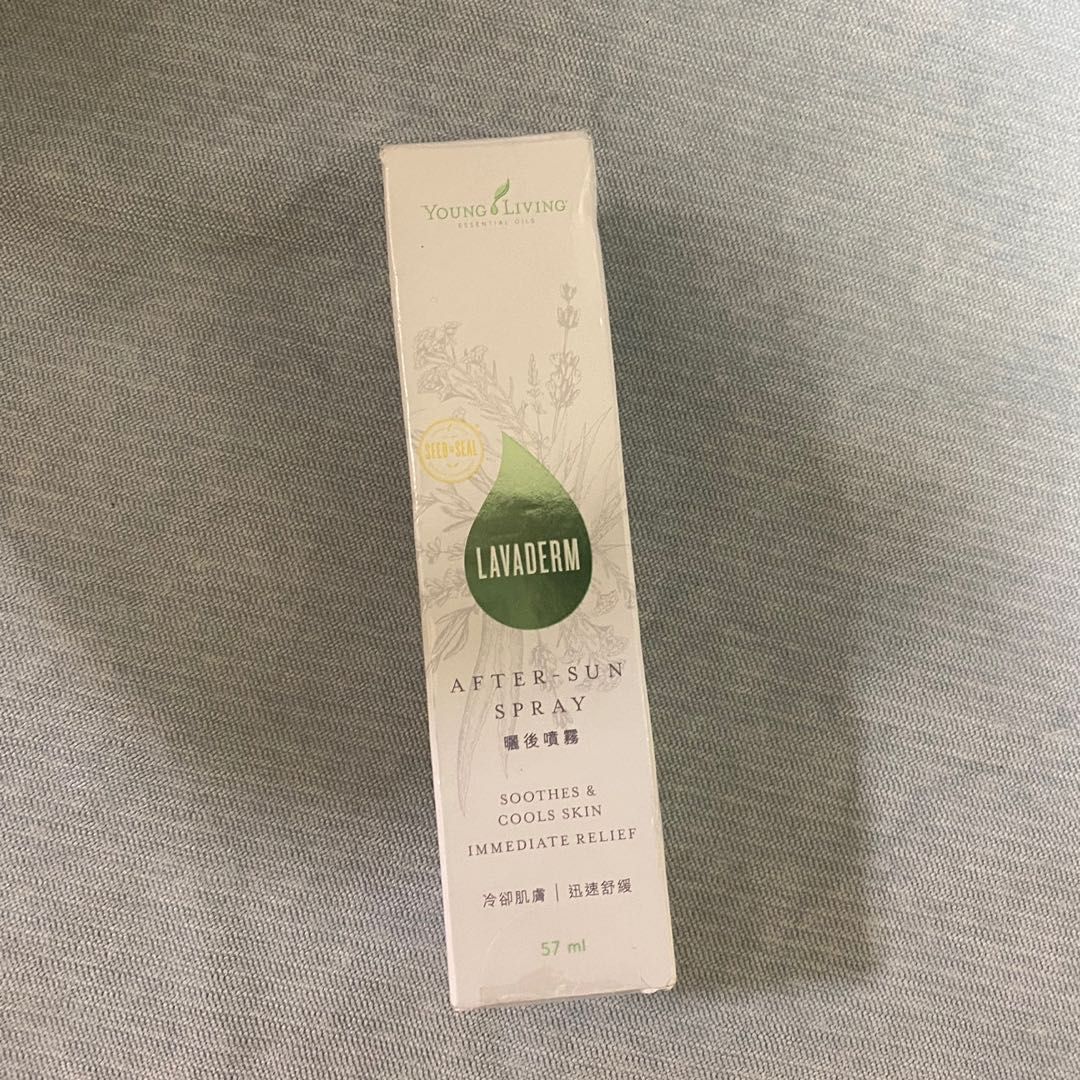 YOUNG LIVING
ESSENTIAL OILS
SEED TO SEAL
LAVADERM
AFTER-SUN
SPRAY
曬後噴霧
SOOTHES &
COOLS SKIN
IMMEDIATE RELIEF
冷卻肌膚 | 迅速舒緩
57 ml